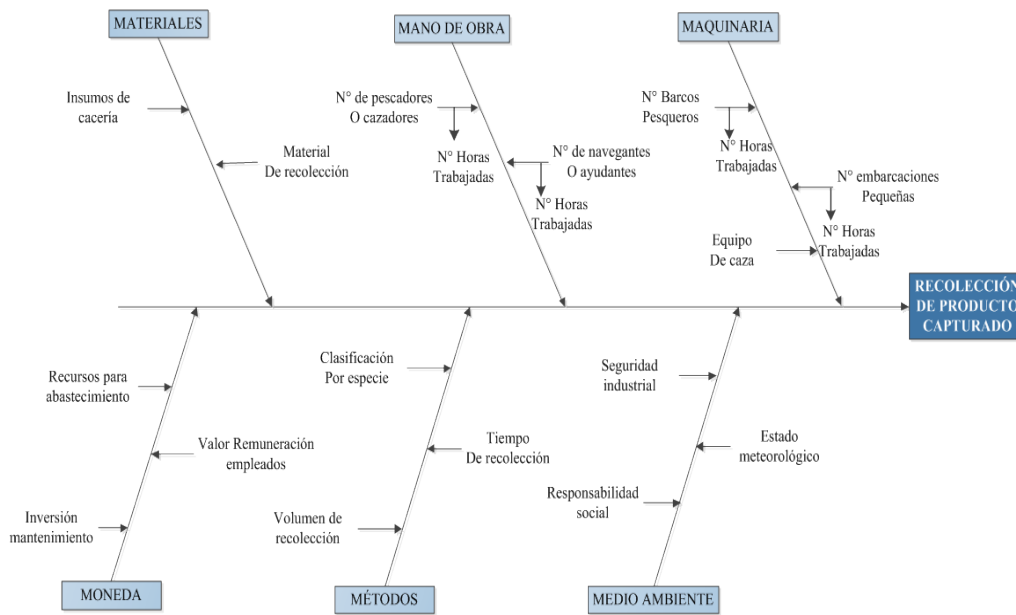 MATERIALES
MANO DE OBRA
MAQUINARIA
Insumos de
cacería
Material
De recolección
N° de pescadores
O cazadores
N° Horas
Trabajadas
N° de navegantes
O ayudantes
N° Horas
Trabajadas
N° Barcos
Pesqueros
N° Horas
Trabajadas
N° embarcaciones
Pequeñas
N° Horas
Trabajadas
Equipo
De caza
RECOLECCIÓN
DE PRODUCTO
CAPTURADO
Recursos para
abastecimiento
Valor Remuneración
empleados
Inversión
mantenimiento
Clasificación
Por especie
Tiempo
De recolección
Volumen de
recolección
Seguridad
industrial
Estado
meteorológico
Responsabilidad
social
MONEDA
MÉTODOS
MEDIO AMBIENTE